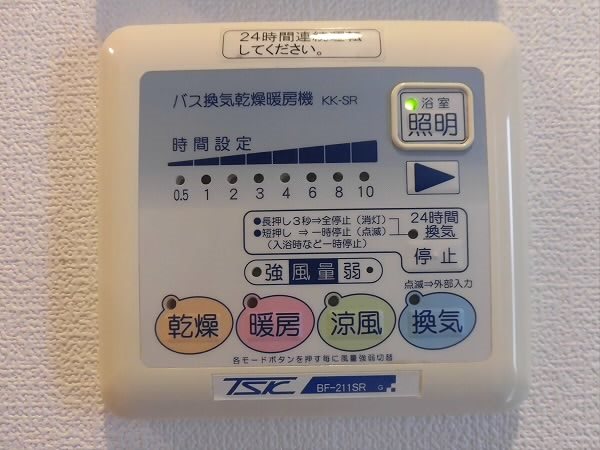 24時間連続運転
してください。
バス換気乾燥暖房機 KK-SR
浴室
照明
時間設定
0.5 1 2 3 4 6 8 10
●長押し3秒⇒全停止（消灯）
●短押し ⇒一時停止（点滅）
（入浴時など一時停止）
24時間
換気
停止
強 風量 弱
点滅⇒外部入力
乾燥 暖房 涼風 換気
各モードボタンを押す毎に風量強弱切替
TSK BF-211SR G